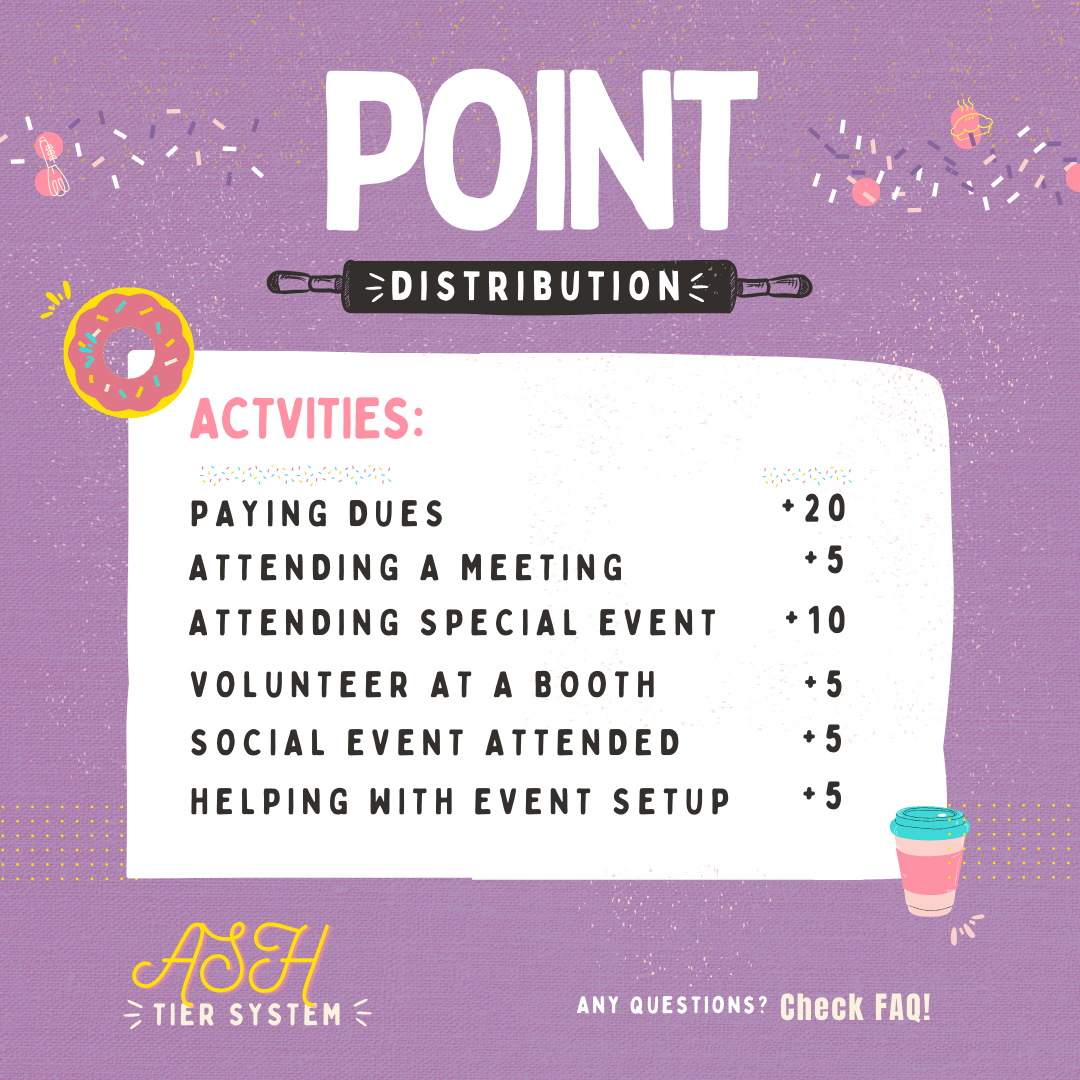 POINT
DISTRIBUTION
ACTVITIES:
PAYING DUES +20
ATTENDING A MEETING +5
ATTENDING SPECIAL EVENT +10
VOLUNTEER AT A BOOTH +5
SOCIAL EVENT ATTENDED +5
HELPING WITH EVENT SETUP +5
ASH
TIER SYSTEM
ANY QUESTIONS? Check FAQ!